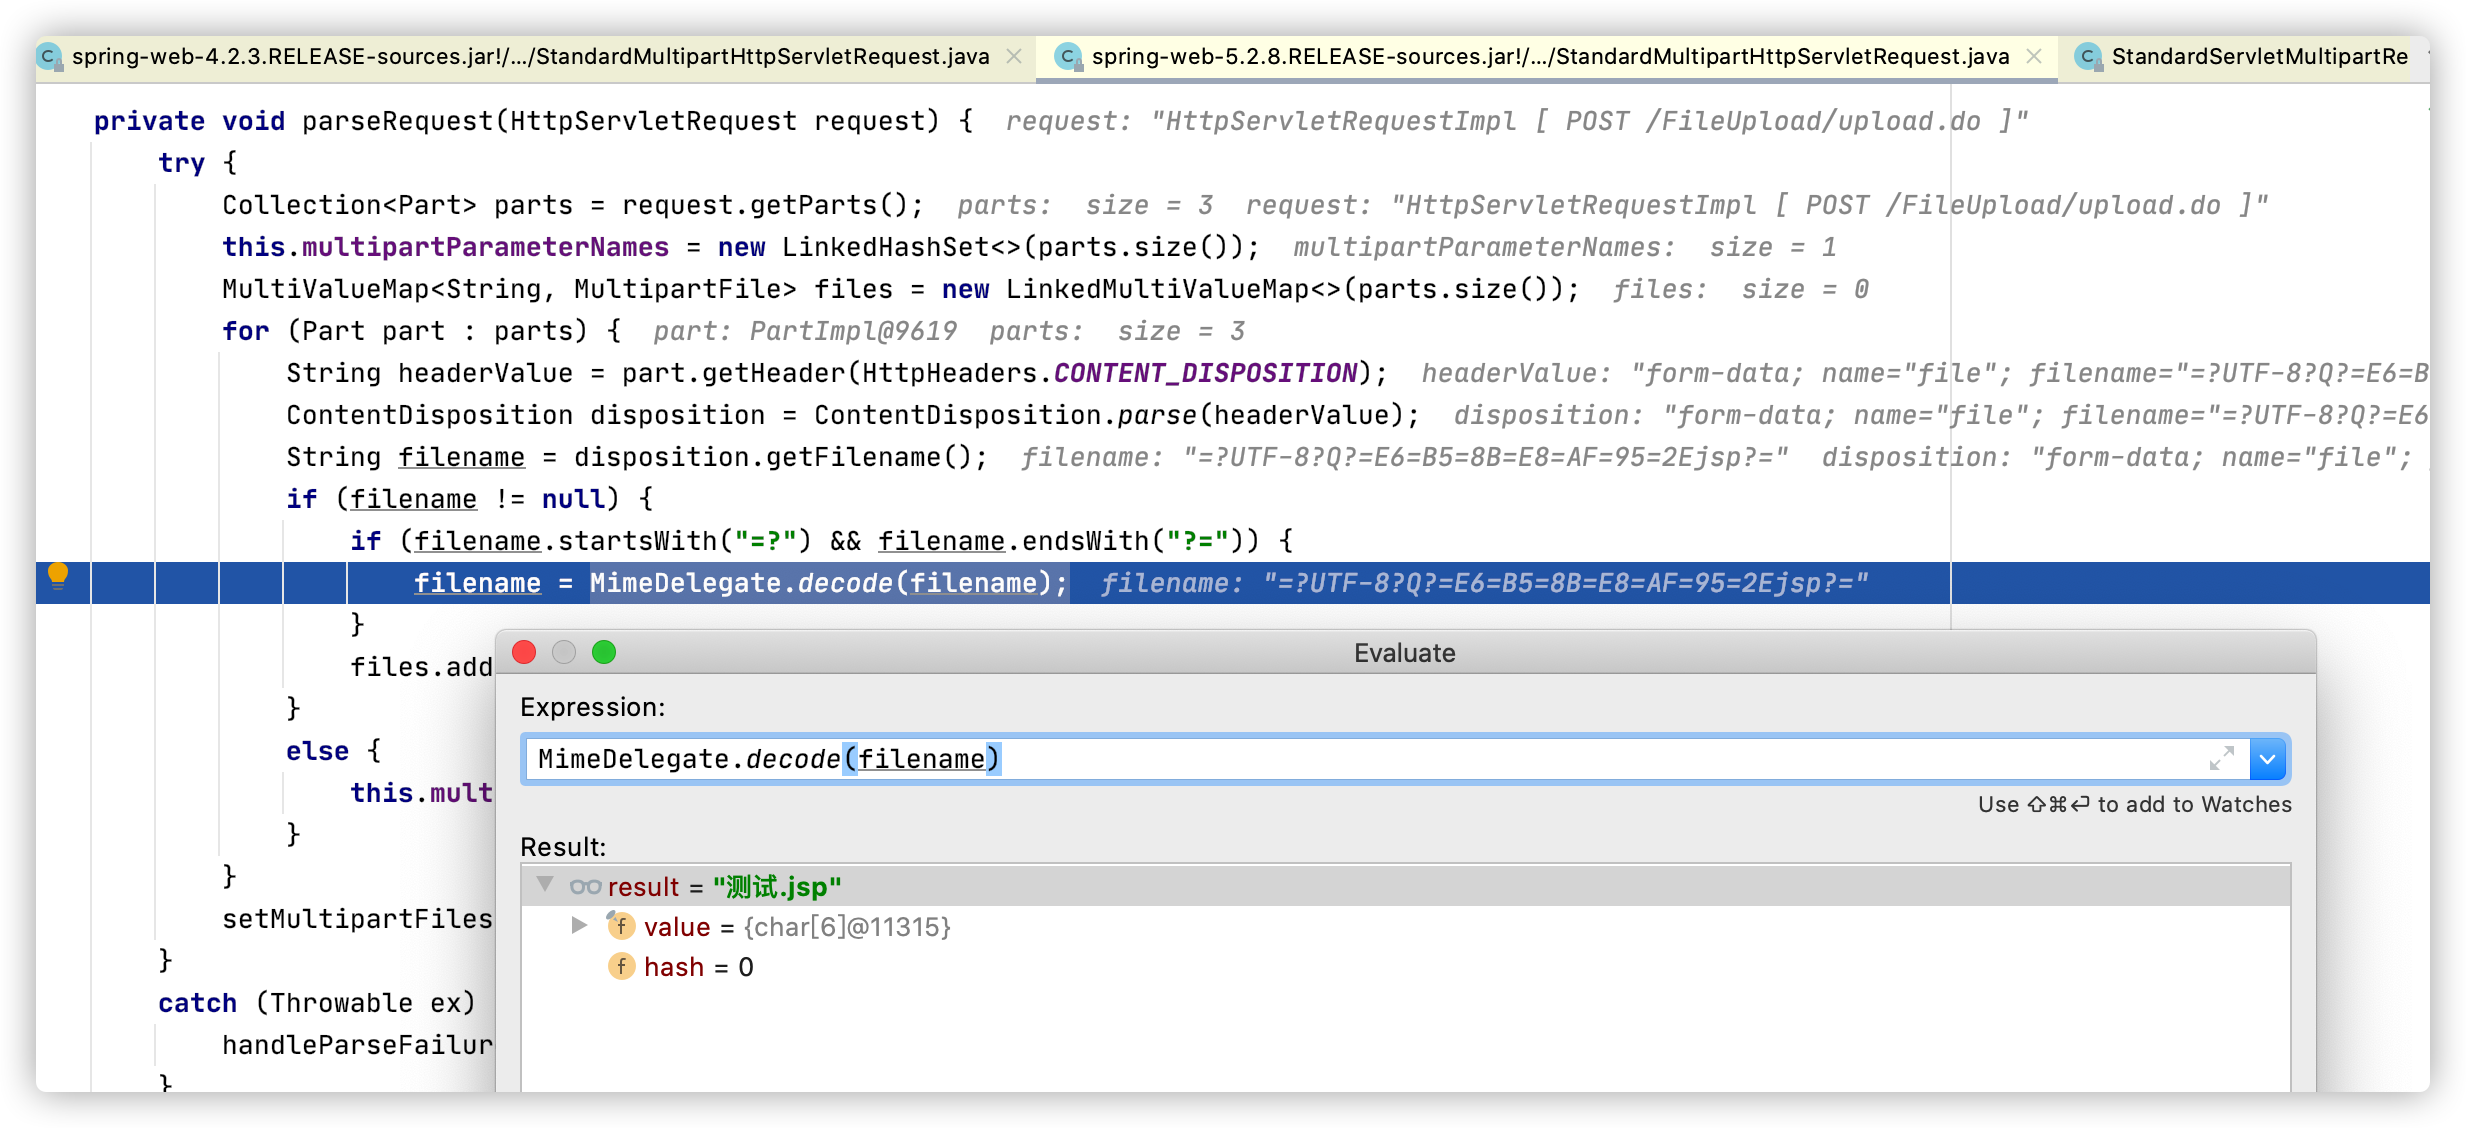 spring-web-4.2.3.RELEASE-sources.jar!/.../StandardMultipartHttpServletRequest.java spring-web-5.2.8.RELEASE-sources.jar!/.../StandardMultipartHttpServletRequest.java StandardServletMultipartRe
private void parseRequest(HttpServletRequest request) { request: "HttpServletRequestImpl [ POST /FileUpload/upload.do ]"
try {
Collection<Part> parts = request.getParts(); parts: size = 3 request: "HttpServletRequestImpl [ POST /FileUpload/upload.do ]"
this.multipartParameterNames = new LinkedHashSet<>(parts.size()); multipartParameterNames: size = 1
MultiValueMap<String, MultipartFile> files = new LinkedMultiValueMap<>(parts.size()); files: size = 0
for (Part part : parts) { part: PartImpl@9619 parts: size = 3
String headerValue = part.getHeader(HttpHeaders.CONTENT_DISPOSITION); headerValue: "form-data; name="file"; filename="=?UTF-8?Q?=E6=B
ContentDisposition disposition = ContentDisposition.parse(headerValue); disposition: "form-data; name="file"; filename="=?UTF-8?Q?=E6
String filename = disposition.getFilename(); filename: "=?UTF-8?Q?=E6=B5=8B=E8=AF=95=2Ejsp?=" disposition: "form-data; name="file";
if (filename != null) {
if (filename.startsWith("=?") && filename.endsWith("?=")) {
filename = MimeDelegate.decode(filename); filename: "=?UTF-8?Q?=E6=B5=8B=E8=AF=95=2Ejsp?="
}
files.add
}
else {
this.mult
}
}
setMultipartFiles
}
catch (Throwable ex)
handleParseFailur
}
Evaluate
Expression:
MimeDelegate.decode(filename)
Use ⇧⌘⏎ to add to Watches
Result:
result = "测试.jsp"
f value = {char[6]@11315}
f hash = 0